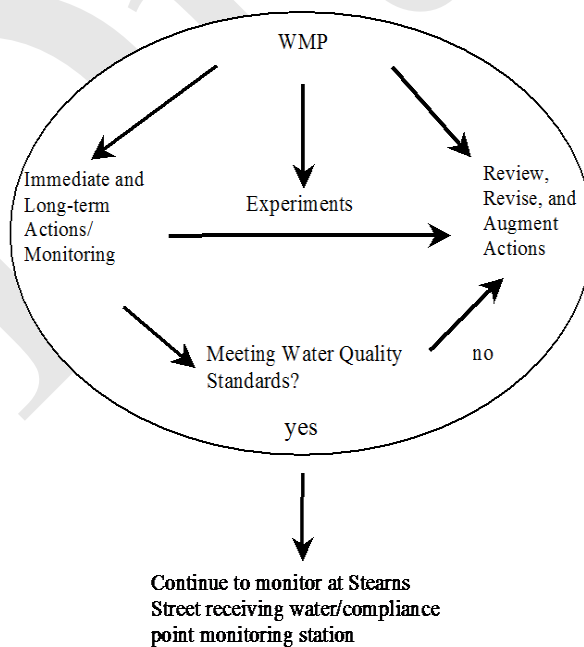 WMP
Immediate and
Long-term
Actions/
Monitoring
Experiments
Review,
Revise, and
Augment
Actions
Meeting Water Quality
Standards?
no
yes
Continue to monitor at Stearns
Street receiving water/compliance
point monitoring station